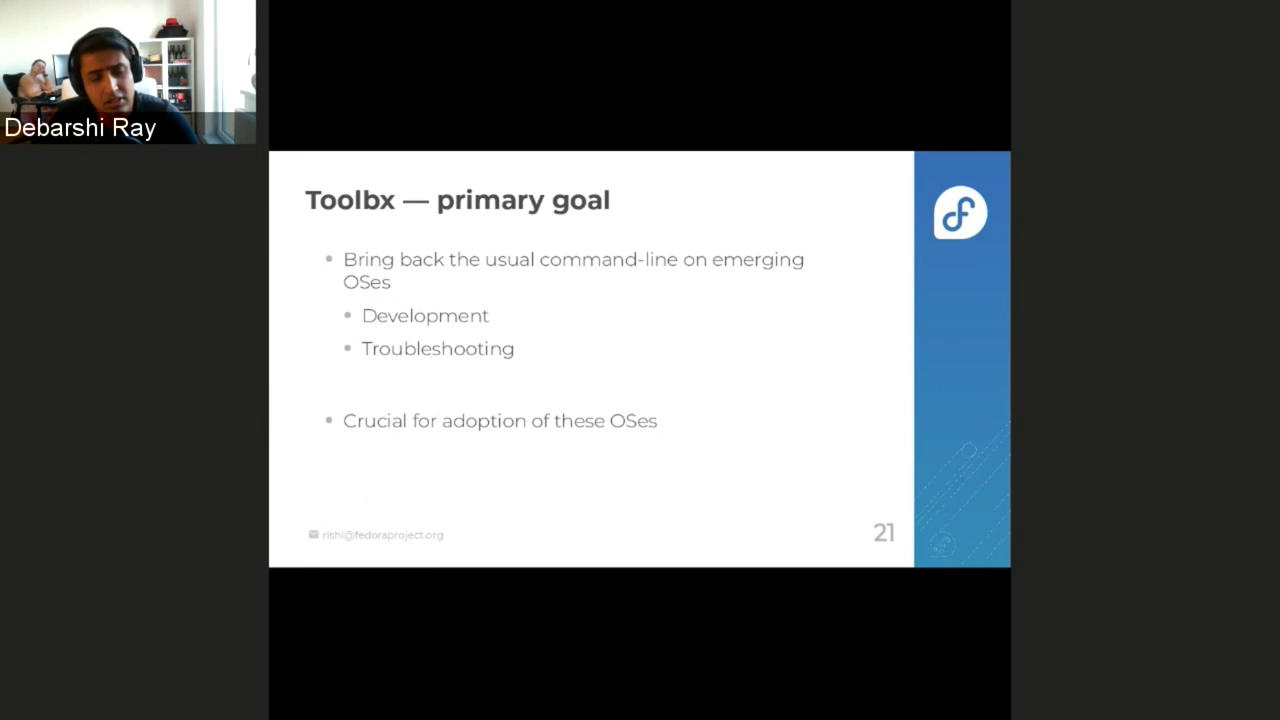 Debarshi Ray
Toolbx — primary goal
Bring back the usual command-line on emerging
OSes
Development
Troubleshooting
Crucial for adoption of these OSes
rishi@fedoraproject.org
21